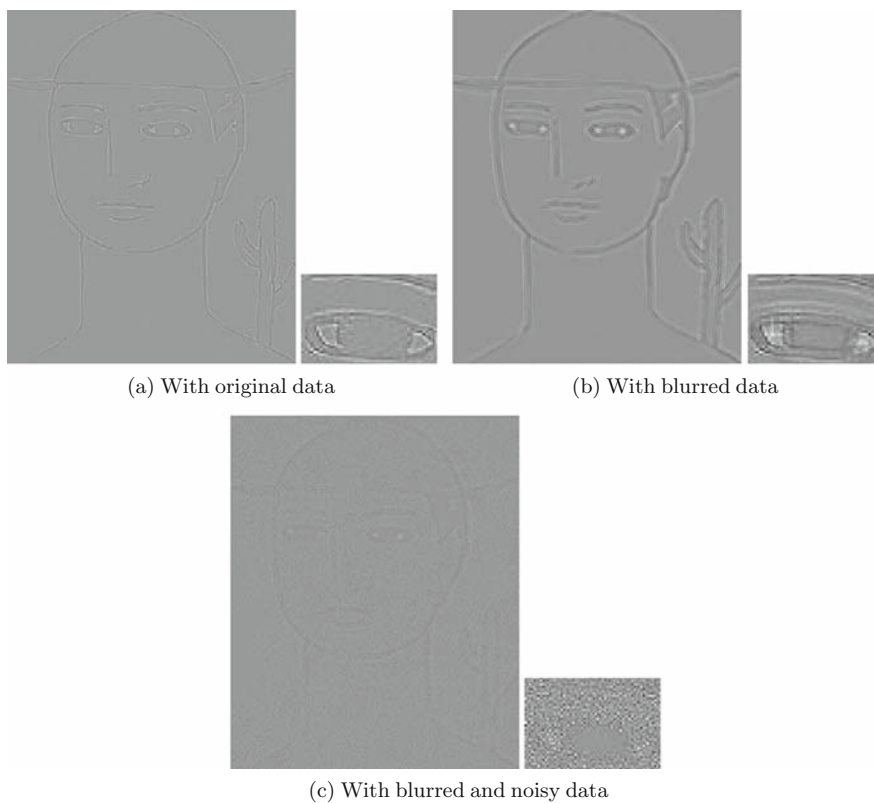 (a) With original data
(b) With blurred data
(c) With blurred and noisy data